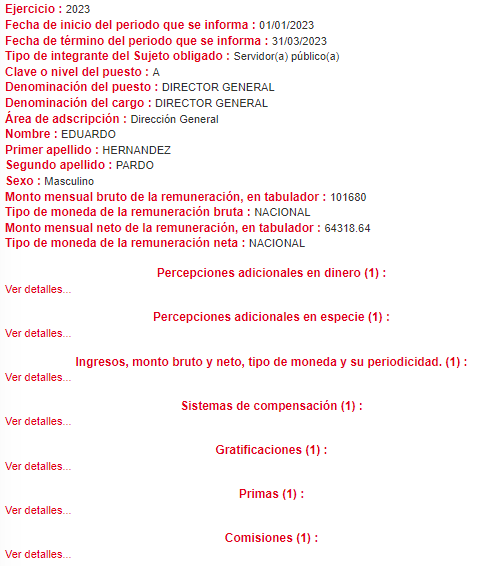 Ejercicio : 2023
Fecha de inicio del periodo que se informa : 01/01/2023
Fecha de término del periodo que se informa : 31/03/2023
Tipo de integrante del Sujeto obligado : Servidor(a) público(a)
Clave o nivel del puesto : A
Denominación del puesto : DIRECTOR GENERAL
Denominación del cargo : DIRECTOR GENERAL
Área de adscripción : Dirección General
Nombre : EDUARDO
Primer apellido : HERNANDEZ
Segundo apellido : PARDO
Sexo : Masculino
Monto mensual bruto de la remuneración, en tabulador : 101680
Tipo de moneda de la remuneración bruta : NACIONAL
Monto mensual neto de la remuneración, en tabulador : 64318.64
Tipo de moneda de la remuneración neta : NACIONAL
Percepciones adicionales en dinero (1) :
Ver detalles...
Percepciones adicionales en especie (1) :
Ver detalles...
Ingresos, monto bruto y neto, tipo de moneda y su periodicidad. (1) :
Ver detalles...
Sistemas de compensación (1) :
Ver detalles...
Gratificaciones (1) :
Ver detalles...
Primas (1) :
Ver detalles...
Comisiones (1) :
Ver detalles...